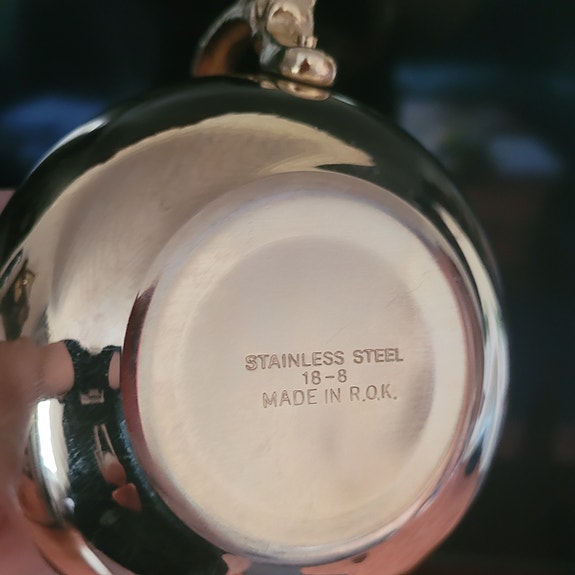 STAINLESS STEEL
18-8
MADE IN R.O.K.